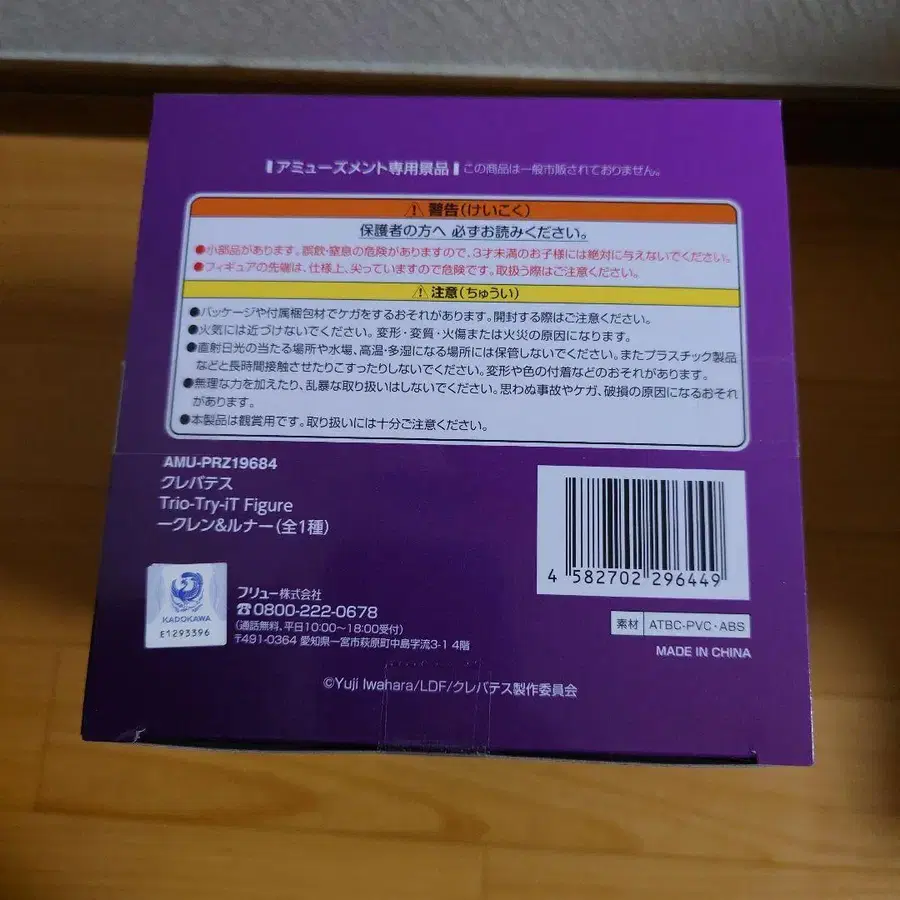 アミューズメント専用景品 この商品は一般市販されておりません。
警告(けいこく)
保護者の方へ 必ずお読みください。
●小部品があります。誤飲・窒息の危険がありますので、3才未満のお子様には絶対に与えないでください。
●フィギュアの先端は、仕様上、尖っていますので危険です。取扱う際はご注意ください。
注意(ちゅうい)
●パッケージや付属梱包材でケガをするおそれがあります。開封する際はご注意ください。
●火気には近づけないでください。変形・変質・火傷または火災の原因になります。
●直射日光の当たる場所や水場、高温・多湿になる場所には保管しないでください。またプラスチック製品
などと長時間接触させたりこすったりしないでください。変形や色の付着などのおそれがあります。
●無理な力を加えたり、乱暴な取り扱いはしないでください。思わぬ事故やケガ、破損の原因になるおそれ
があります。
●本製品は観賞用です。取り扱いには十分ご注意ください。
AMU-PRZ19684
クレバテス
Trio-Try-iT Figure
ークレン&ルナー(全1種)
4 582702 296449
KADOKAWA
E1293396
フリュー株式会社
☎0800-222-0678
(通話無料、平日10:00~18:00受付)
〒491-0364 愛知県一宮市萩原町中島字流3-1 4階
素材 ATBC-PVC・ABS
MADE IN CHINA
©Yuji Iwahara/LDF/クレバテス製作委員会